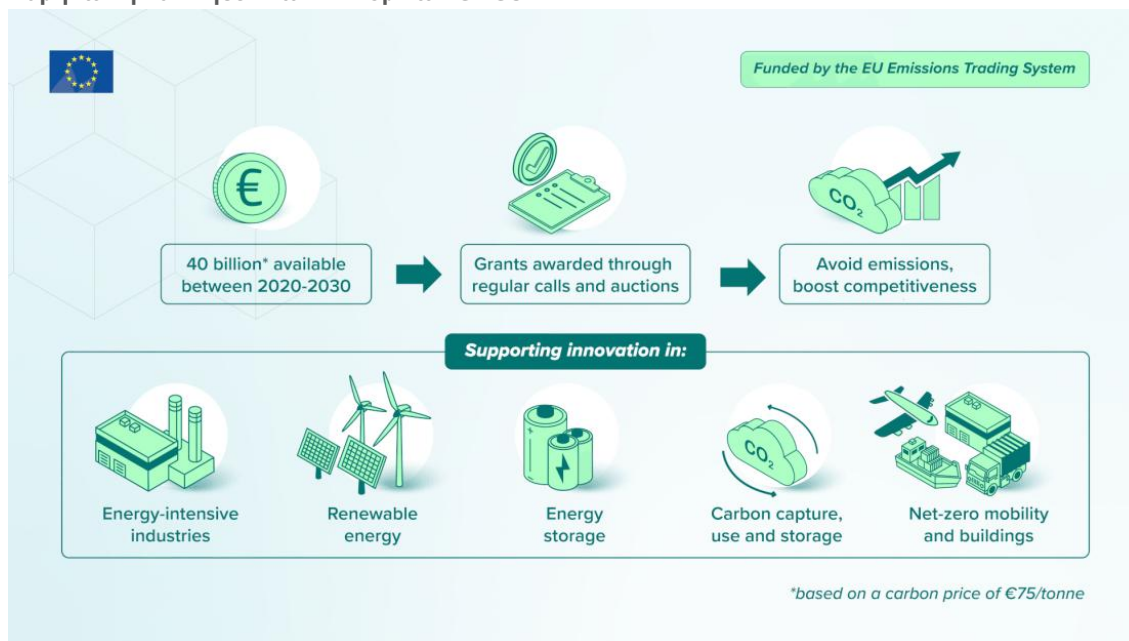 Funded by the EU Emissions Trading System
€
CO₂
40 billion* available
between 2020-2030
Grants awarded through
regular calls and auctions
Avoid emissions,
boost competitiveness
Supporting innovation in:
CO₂
Energy-intensive
industries
Renewable
energy
Energy
storage
Carbon capture,
use and storage
Net-zero mobility
and buildings
*based on a carbon price of €75/tonne